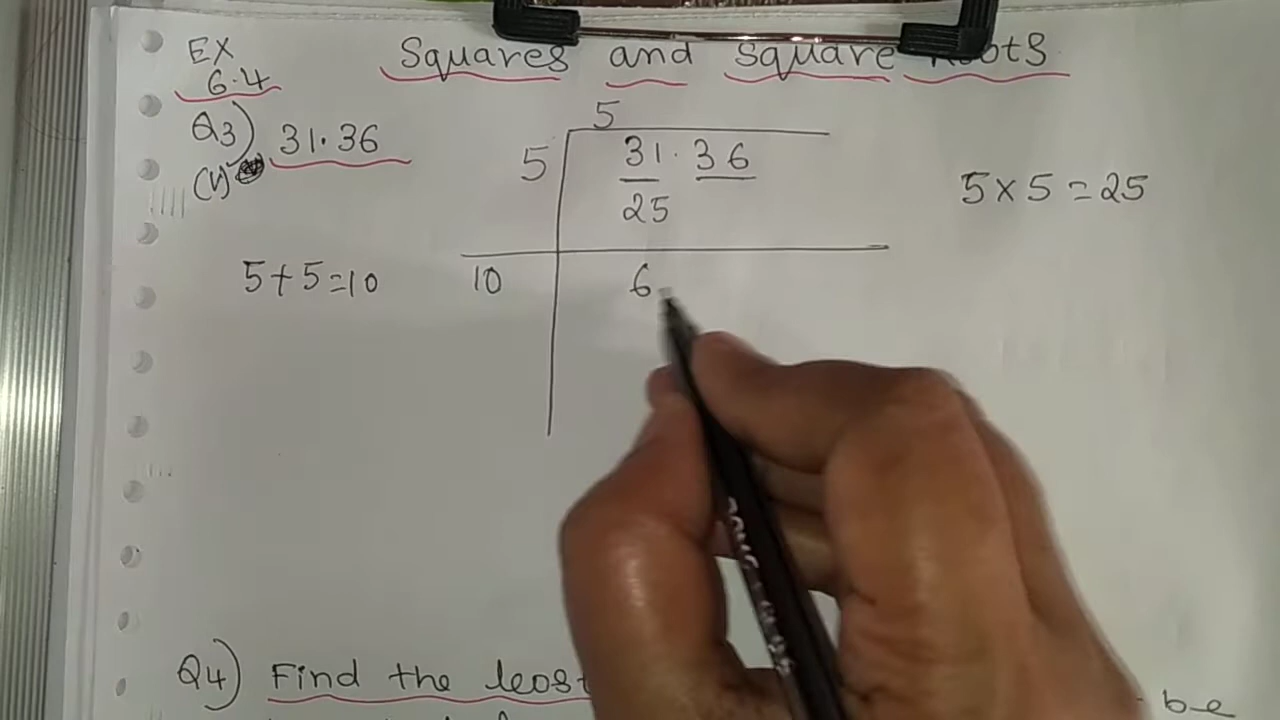 EX
6.4
Squares and Square
Q3) 31.36
(V)
5
5 31.36
25
5×5=25
5+5=10
10 6
Q4) Find the
be